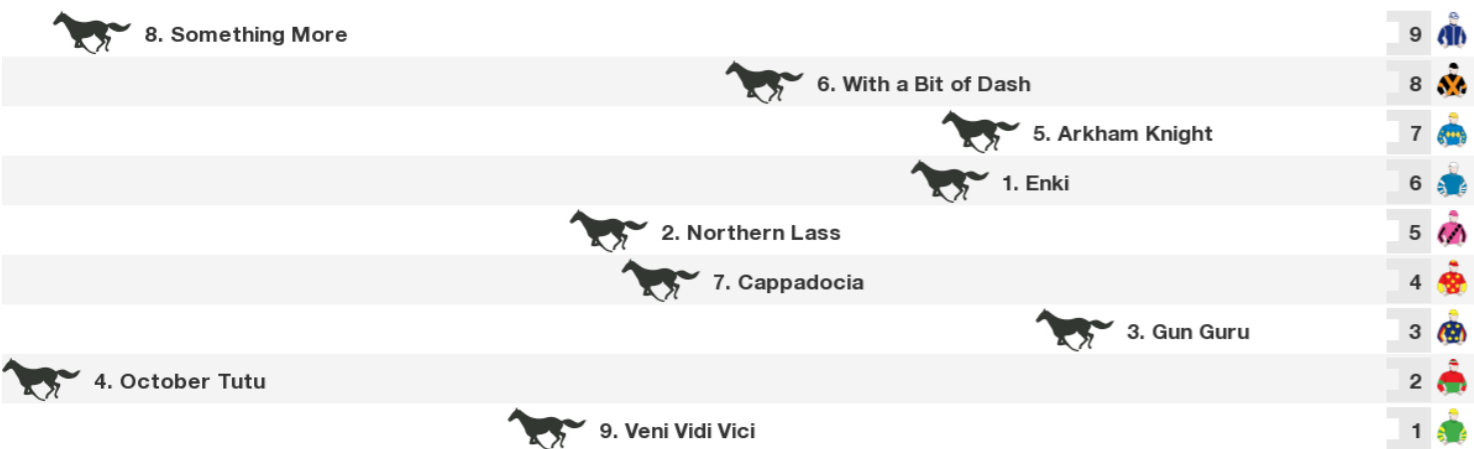 8. Something More 9
6. With a Bit of Dash 8
5. Arkham Knight 7
1. Enki 6
2. Northern Lass 5
7. Cappadocia 4
3. Gun Guru 3
4. October Tutu 2
9. Veni Vidi Vici 1